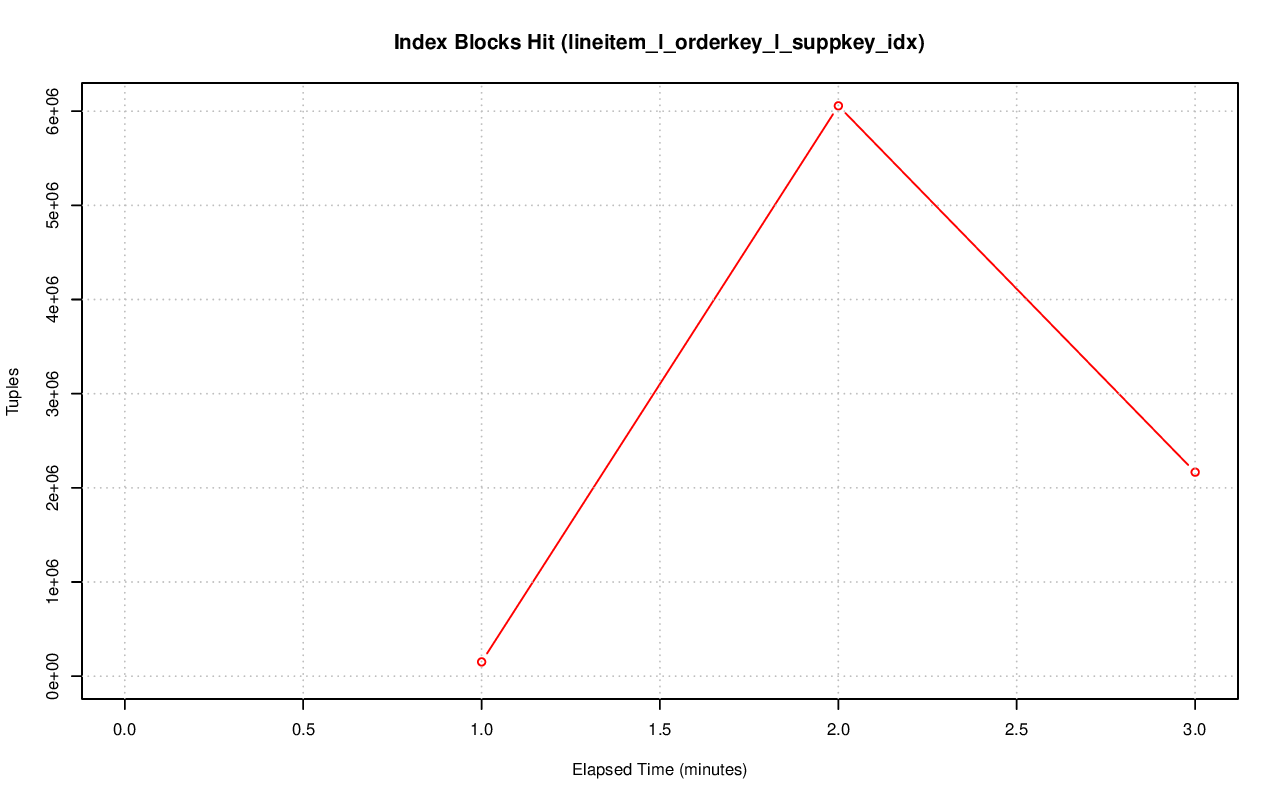 Index Blocks Hit (lineitem_l_orderkey_l_suppkey_idx)
6e+06
5e+06
4e+06
3e+06
2e+06
1e+06
0e+00
Tuples
0.0 0.5 1.0 1.5 2.0 2.5 3.0
Elapsed Time (minutes)